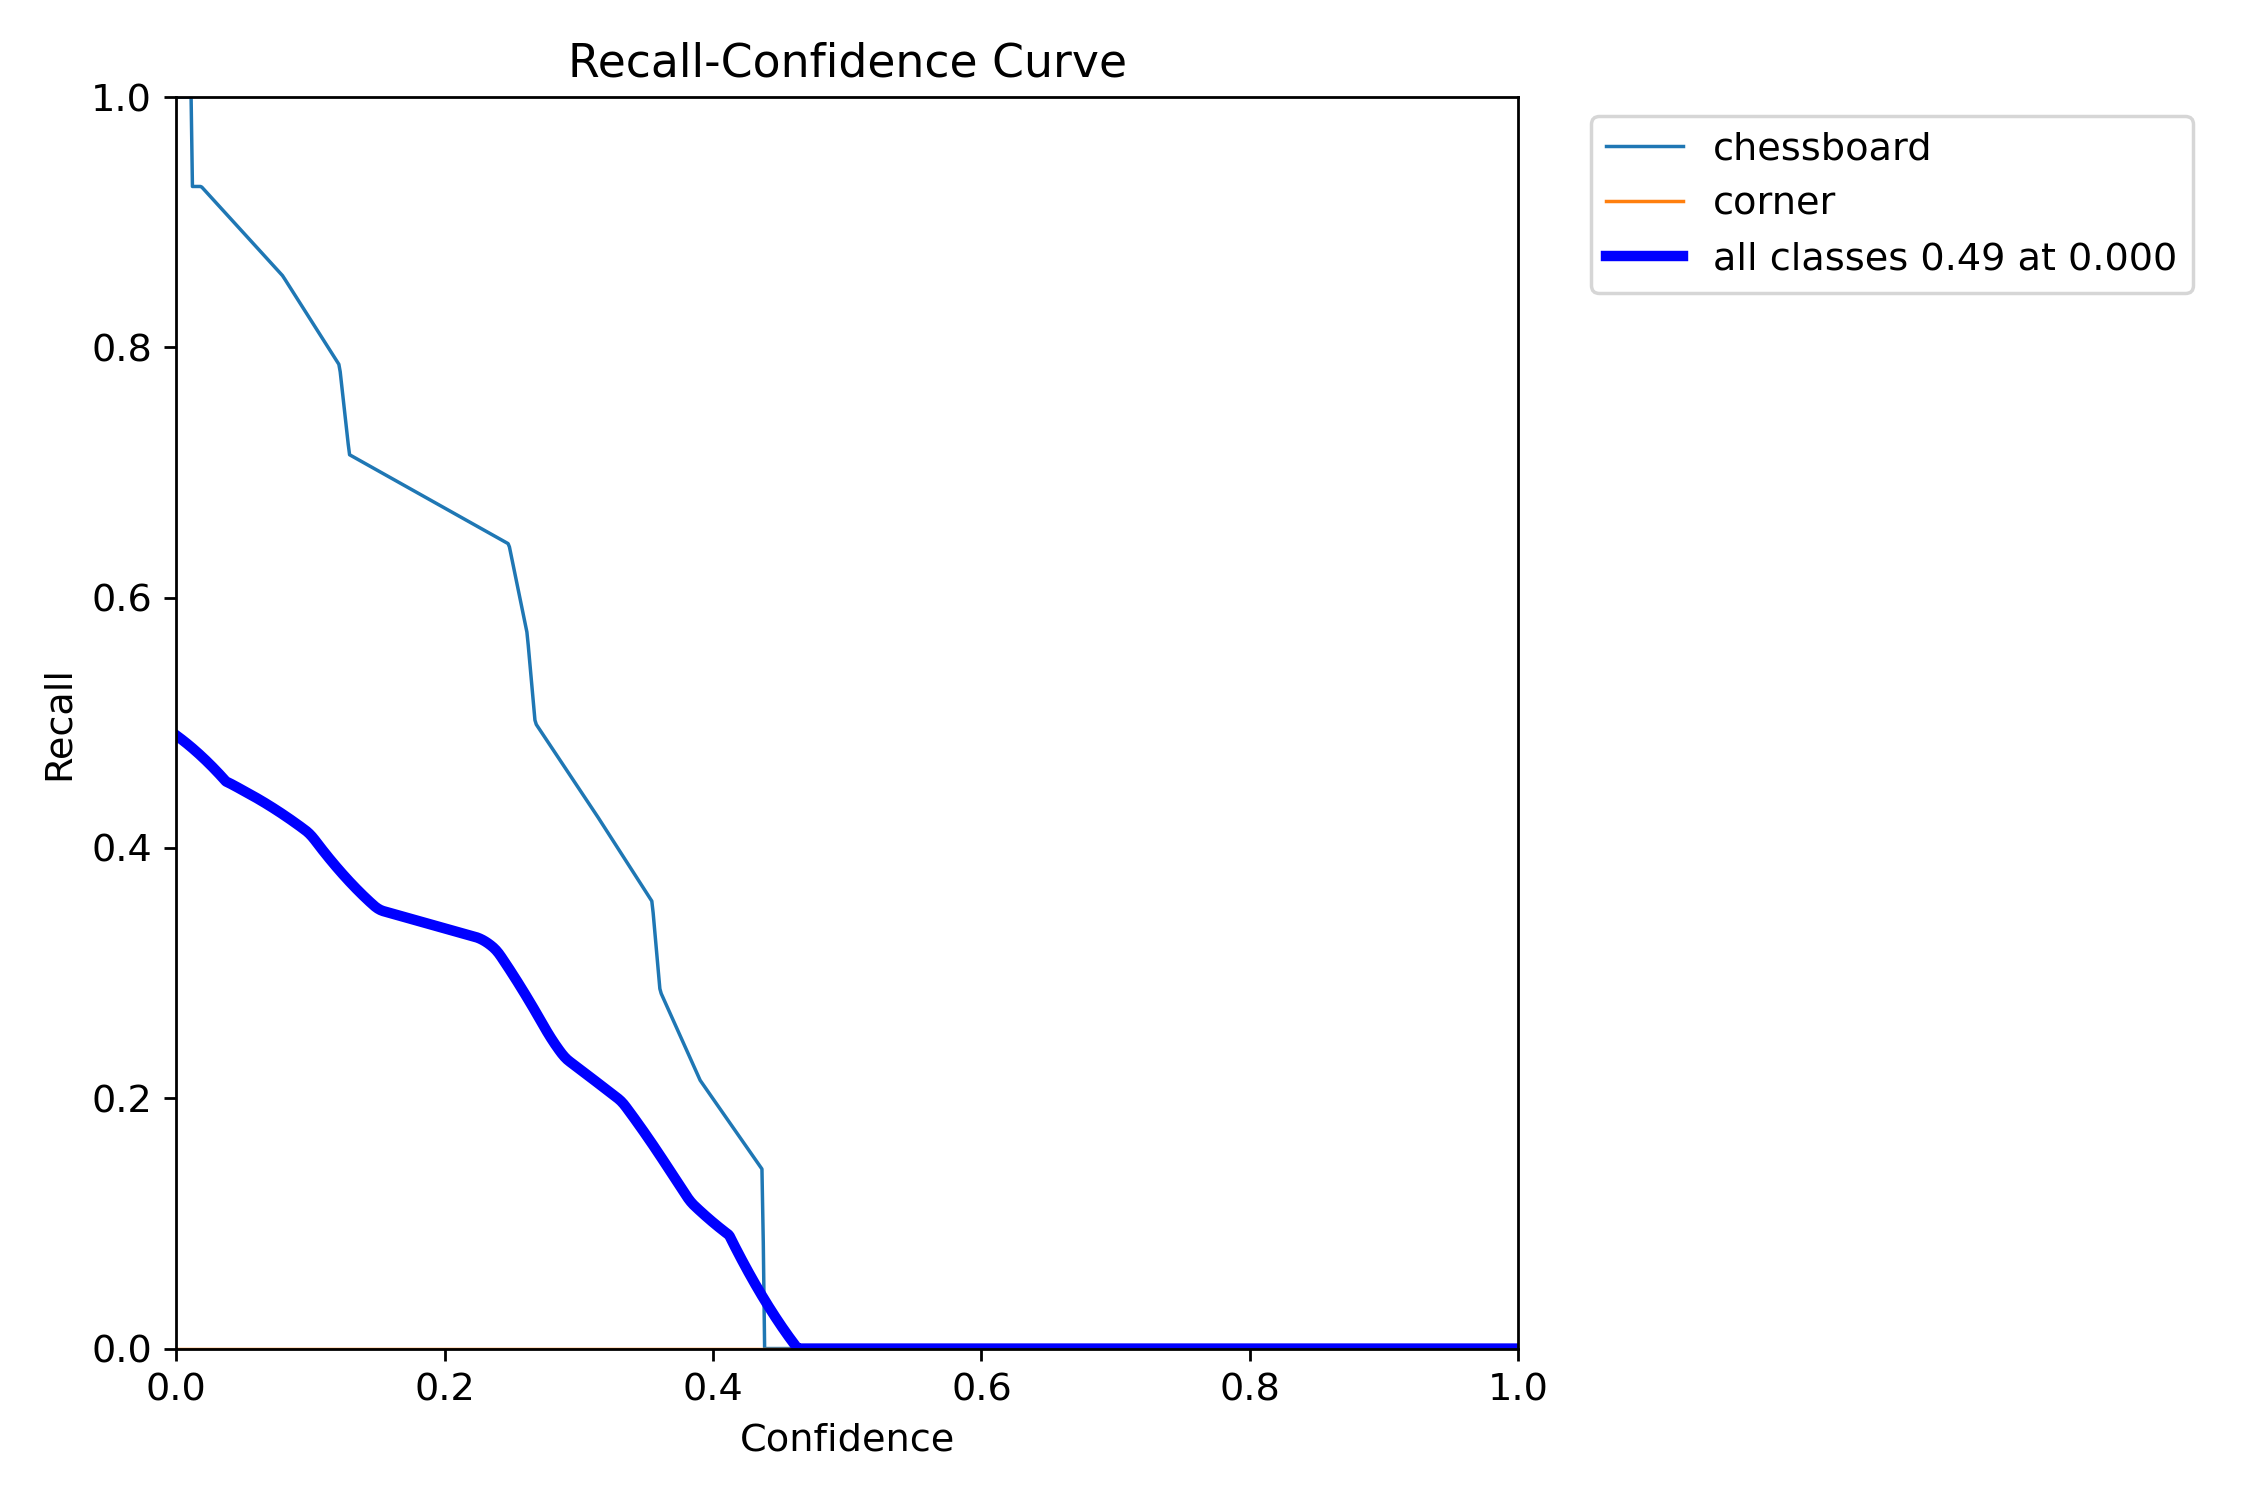 Recall-Confidence Curve
1.0
0.8
0.6
0.4
0.2
0.0
Recall
0.0 0.2 0.4 0.6 0.8 1.0
Confidence
chessboard
corner
all classes 0.49 at 0.000